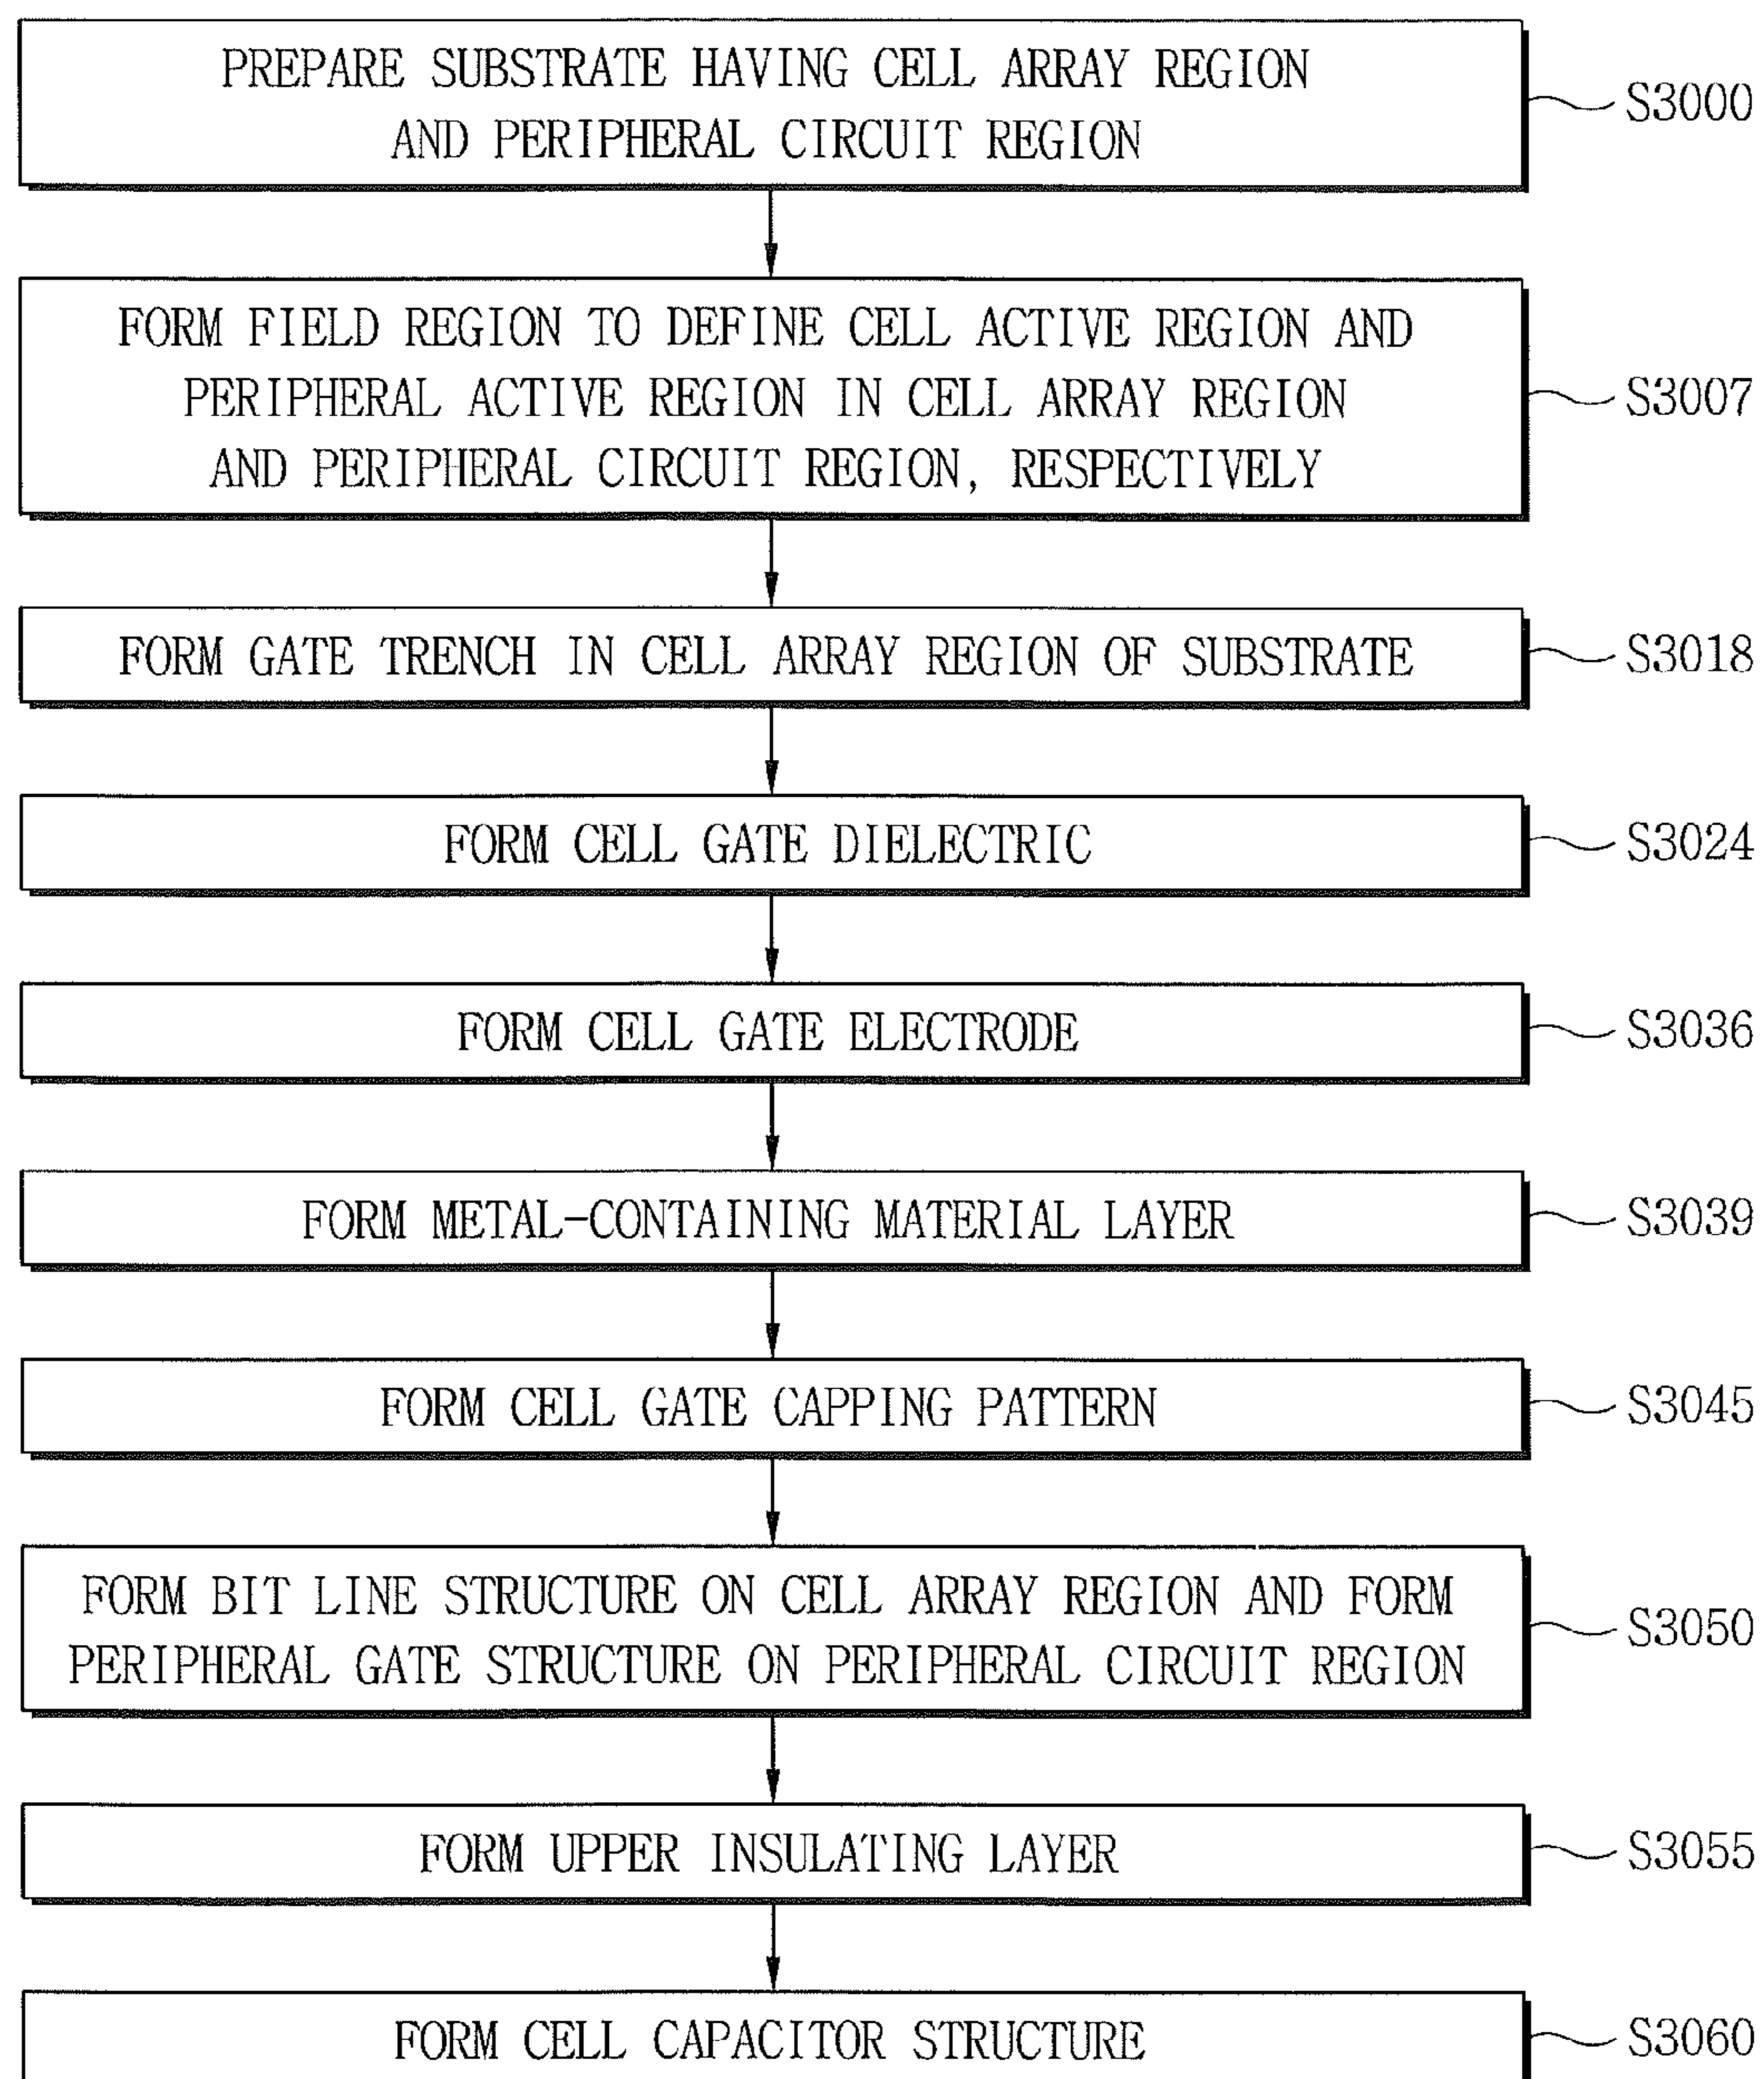 PREPARE SUBSTRATE HAVING CELL ARRAY REGION
AND PERIPHERAL CIRCUIT REGION
S3000
FORM FIELD REGION TO DEFINE CELL ACTIVE REGION AND
PERIPHERAL ACTIVE REGION IN CELL ARRAY REGION
AND PERIPHERAL CIRCUIT REGION, RESPECTIVELY
S3007
FORM GATE TRENCH IN CELL ARRAY REGION OF SUBSTRATE
S3018
FORM CELL GATE DIELECTRIC
S3024
FORM CELL GATE ELECTRODE
S3036
FORM METAL-CONTAINING MATERIAL LAYER
S3039
FORM CELL GATE CAPPING PATTERN
S3045
FORM BIT LINE STRUCTURE ON CELL ARRAY REGION AND FORM
PERIPHERAL GATE STRUCTURE ON PERIPHERAL CIRCUIT REGION
S3050
FORM UPPER INSULATING LAYER
S3055
FORM CELL CAPACITOR STRUCTURE
S3060